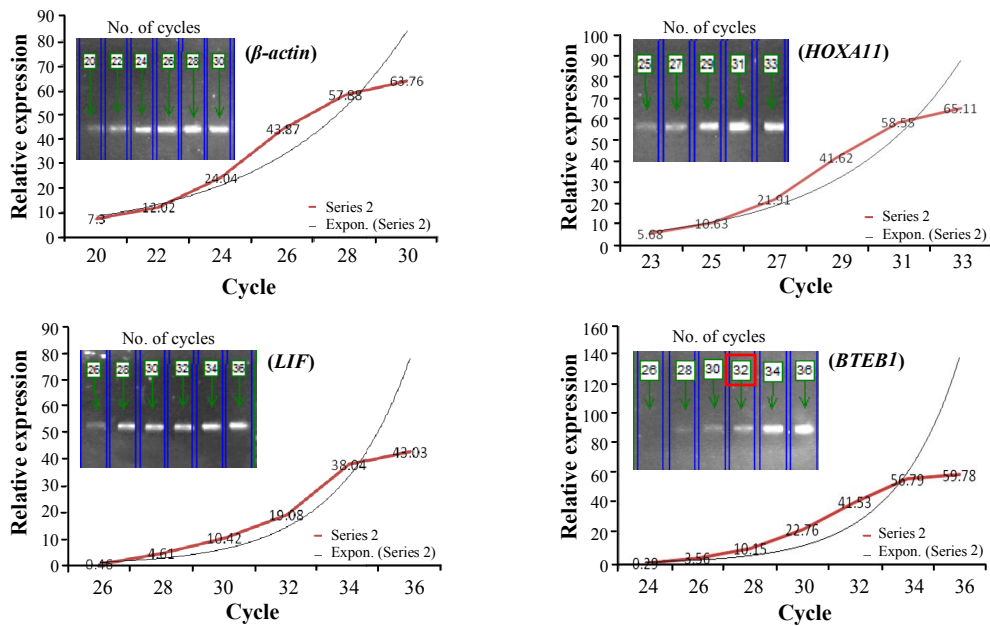 No. of cycles
(β-actin)
20 22 24 26 28 30
Relative expression
90
80
70
60
50
40
30
20
10
0
7.3 12.02 24.04 43.87 57.88 63.76
Series 2
Expon. (Series 2)
20 22 24 26 28 30
Cycle
No. of cycles
(HOXA11)
25 27 29 31 33
Relative expression
100
90
80
70
60
50
40
30
20
10
0
5.68 10.63 21.91 41.62 58.58 65.11
Series 2
Expon. (Series 2)
23 25 27 29 31 33
Cycle
No. of cycles
(LIF)
26 28 30 32 34 36
Relative expression
90
80
70
60
50
40
30
20
10
0
0.46 4.61 10.42 19.08 38.04 43.03
Series 2
Expon. (Series 2)
26 28 30 32 34 36
Cycle
No. of cycles
(BTEB1)
26 28 30 32 34 36
Relative expression
160
140
120
100
80
60
40
20
0
0.29 3.56 10.15 22.76 41.53 56.79 59.78
Series 2
Expon. (Series 2)
24 26 28 30 32 34 36
Cycle